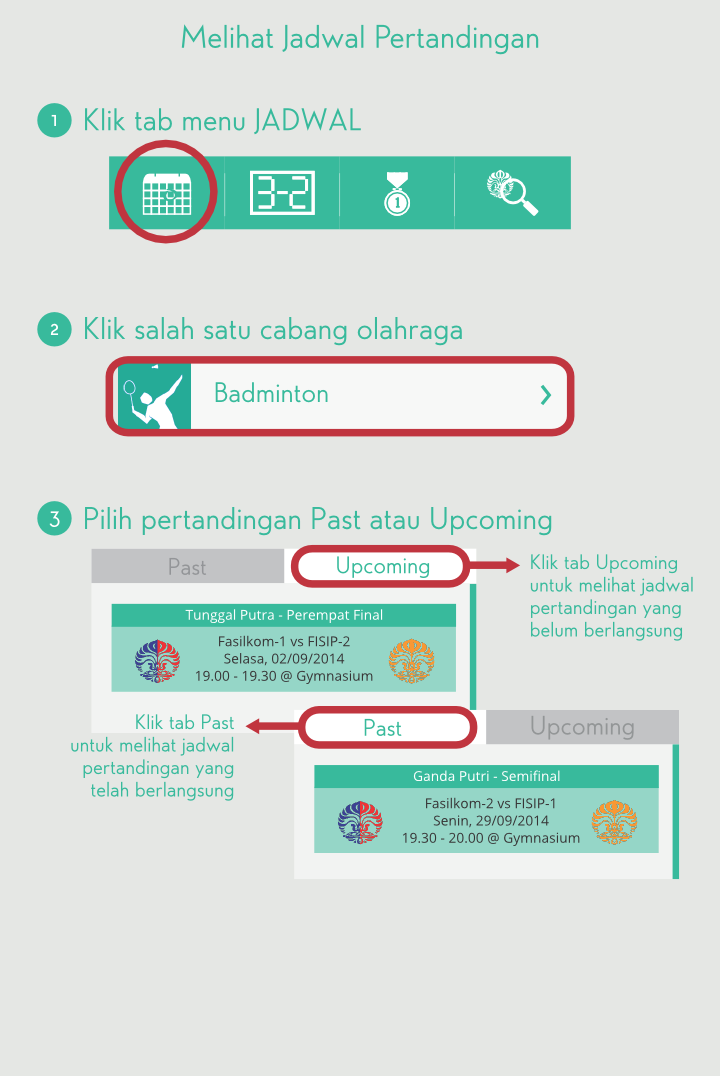 Melihat Jadwal Pertandingan
1 Klik tab menu JADWAL
3-2
1
2 Klik salah satu cabang olahraga
Badminton
3 Pilih pertandingan Past atau Upcoming
Past
Upcoming
Klik tab Upcoming
untuk melihat jadwal
pertandingan yang
belum berlangsung
Tunggal Putra - Perempat Final
Fasilkom-1 vs FISIP-2
Selasa, 02/09/2014
19.00 - 19.30 @ Gymnasium
Klik tab Past
untuk melihat jadwal
pertandingan yang
telah berlangsung
Past
Upcoming
Ganda Putri - Semifinal
Fasilkom-2 vs FISIP-1
Senin, 29/09/2014
19.30 - 20.00 @ Gymnasium